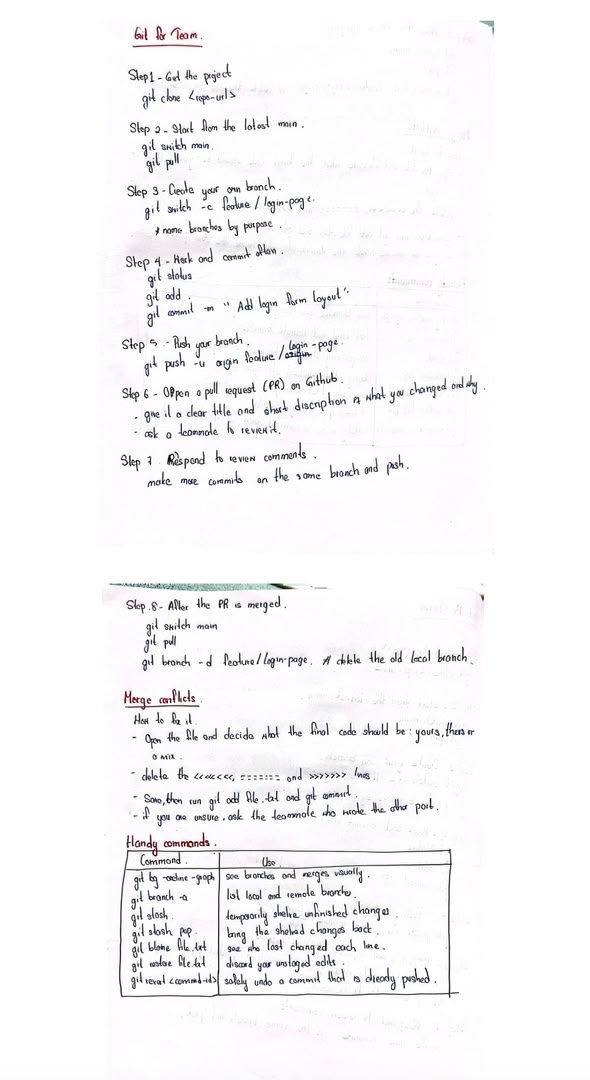 Git for Team.
Step 1 - Get the project
git clone <repo-url>
Step 2 - Start from the latest main.
git switch main.
git pull
Step 3 - Create your own branch.
git switch -c feature / login-page.
* name branches by purpose.
Step 4 - Work and commit often.
git status
git add .
git commit -m "Add login form layout".
Step 5 - Push your branch.
git push -u origin feature / login-page.
Step 6 - OPpen a pull request (PR) on Github.
- give it a clear title and short discription of what you changed and why.
- ask a teammate to review it.
Step 7. Respond to review comments.
make more commits on the same branch and push.
Step .8- After the PR is merged.
git switch main
git pull
git branch -d feature/login-page. # delete the old local branch.
Merge conflicts.
How to fix it.
- Open the file and decide what the final code should be: yours, theirs or
a mix.
- delete the <<<<<<<, ======= and >>>>>>> lines.
- Save, then run git add file.txt and git commit.
- if you are unsure, ask the teammate who wrote the other part.
Handy commands.
Command. Use.
git log -oneline -graph see branches and merges visually.
git branch -a list local and remote branches.
git stash. temporarily shelve unfinished changes.
git stash pop. bring the shelved changes back.
git blame file.txt see who last changed each line.
git restore file.txt discard your unstaged edits.
git revert <commit-id> safely undo a commit that is already pushed.